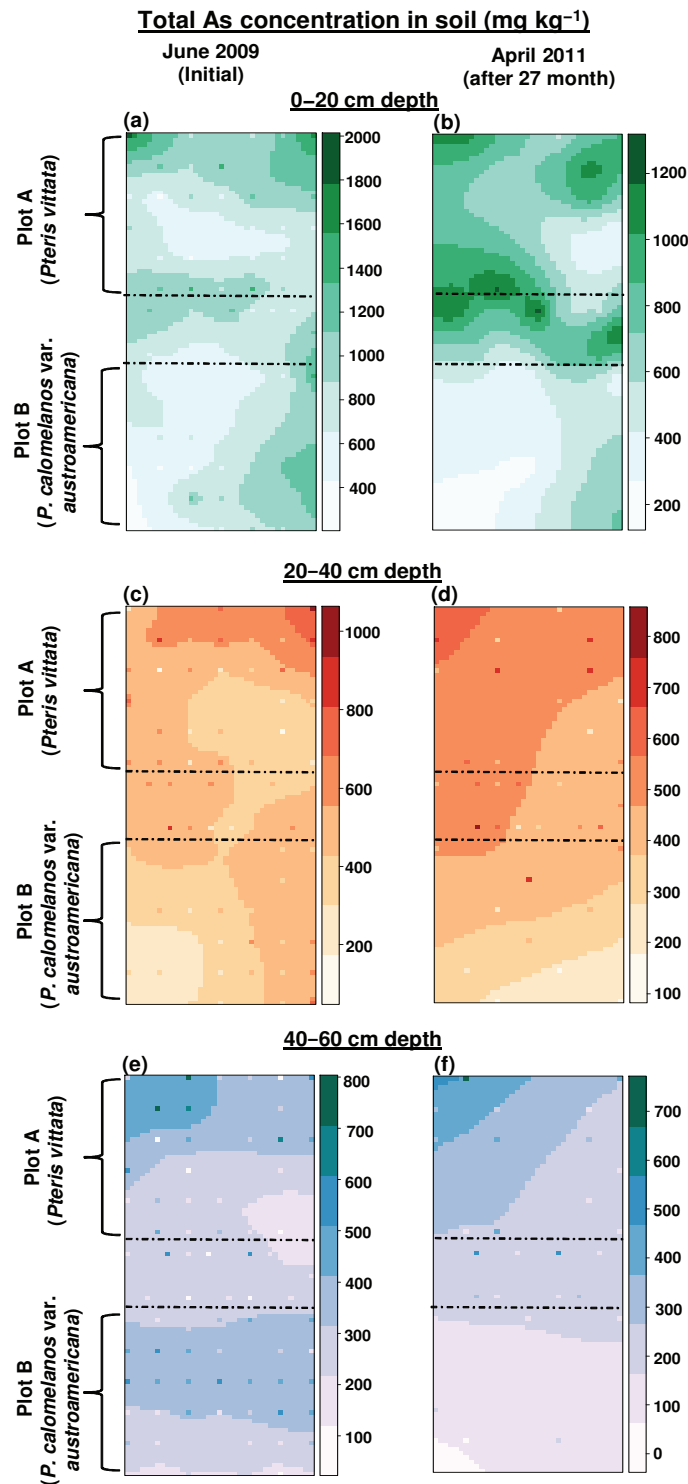 Total As concentration in soil (mg kg⁻¹)
June 2009
(Initial)
April 2011
(after 27 month)
0–20 cm depth
(a)
(b)
Plot A
(Pteris vittata)
Plot B
(P. calomelanos var.
austroamericana)
2000
1800
1600
1400
1200
1000
800
600
400
1200
1000
800
600
400
200
20–40 cm depth
(c)
(d)
Plot A
(Pteris vittata)
Plot B
(P. calomelanos var.
austroamericana)
1000
800
600
400
200
800
700
600
500
400
300
200
100
40–60 cm depth
(e)
(f)
Plot A
(Pteris vittata)
Plot B
(P. calomelanos var.
austroamericana)
800
700
600
500
400
300
200
100
700
600
500
400
300
200
100
0